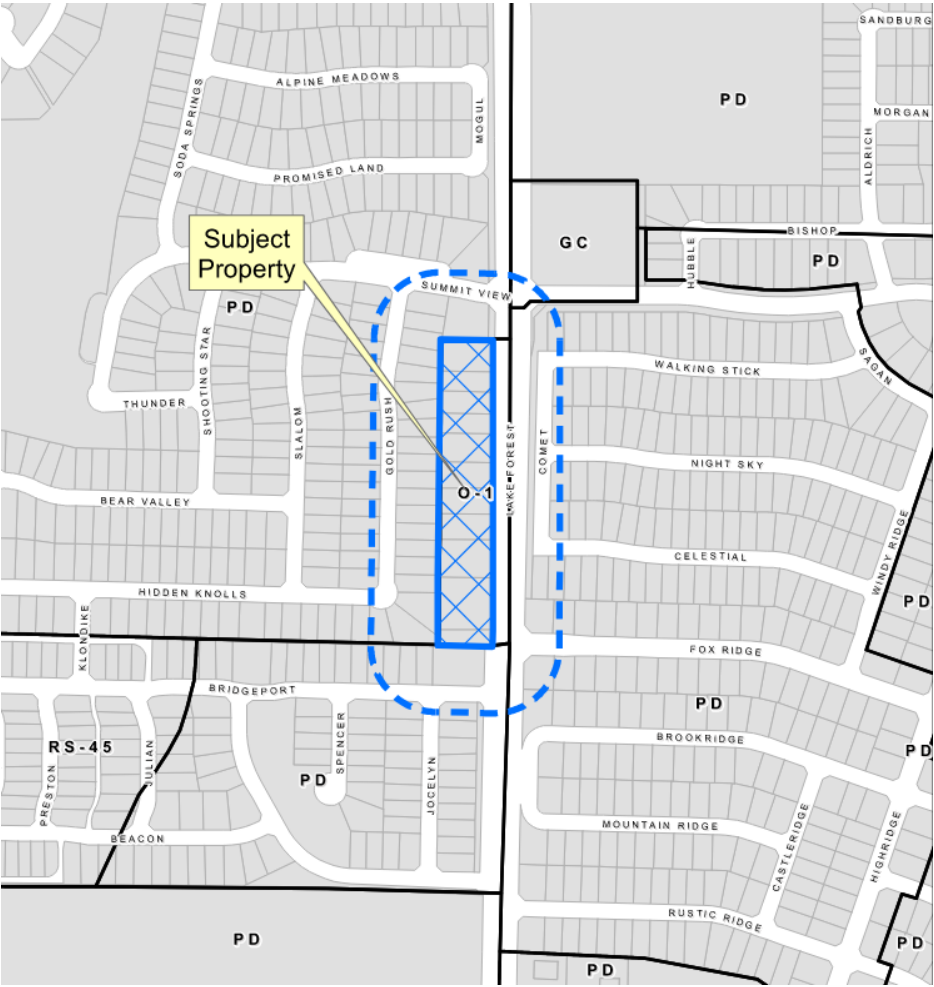 SANDBURG
ALPINE MEADOWS
PD
MORGAN
MOGUL
SODA SPRINGS
ALDRICH
PROMISED LAND
Subject
Property
GC
BISHOP
HUBBLE
PD
SUMMIT VIEW
PD
SHOOTING STAR
THUNDER
SLALOM
GOLD RUSH
WALKING STICK
SAGAN
LAKE FOREST
COMET
NIGHT SKY
O-1
BEAR VALLEY
CELESTIAL
WINDY RIDGE
HIDDEN KNOLLS
PD
KLONDIKE
FOX RIDGE
BRIDGEPORT
PD
RS-45
SPENCER
BROOKRIDGE
PD
PRESTON
JULIAN
PD
JOCELYN
MOUNTAIN RIDGE
CASTLERIDGE
HIGHRIDGE
BEACON
RUSTIC RIDGE
PD
PD
PD